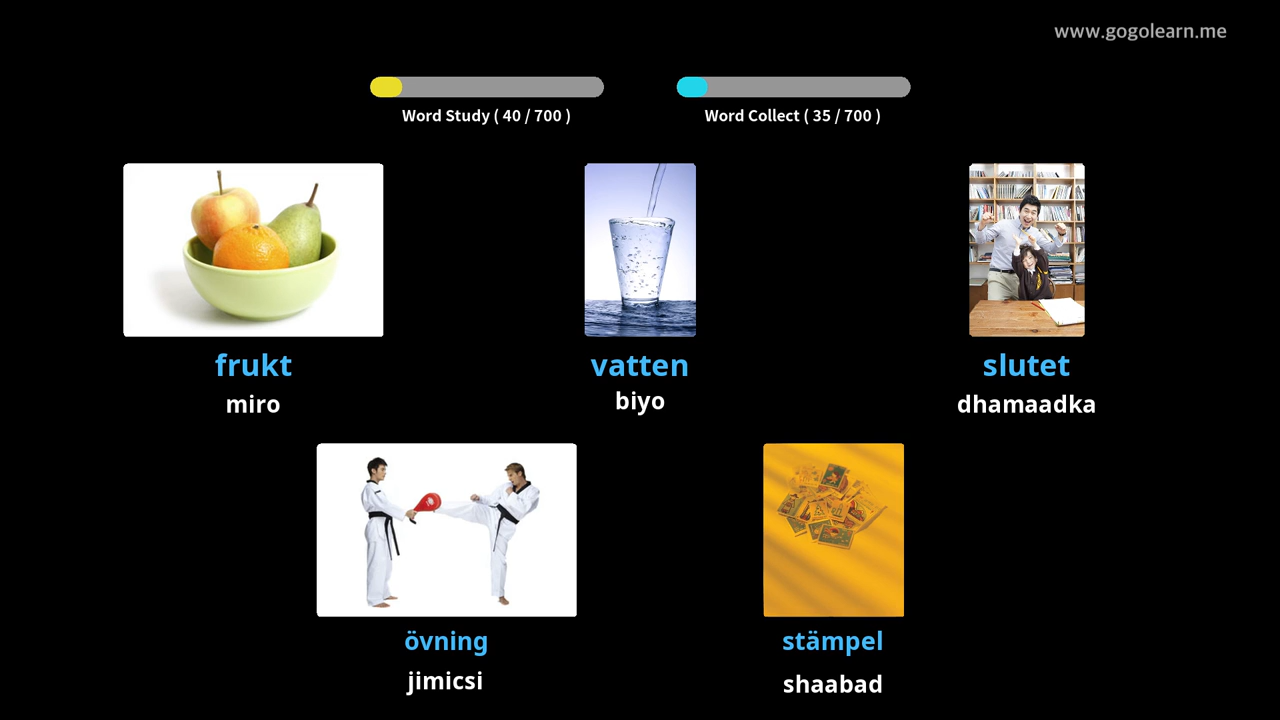 www.gogolearn.me
Word Study ( 40 / 700 )
Word Collect ( 35 / 700 )
frukt
miro
vatten
biyo
slutet
dhamaadka
övning
jimicsi
stämpel
shaabad